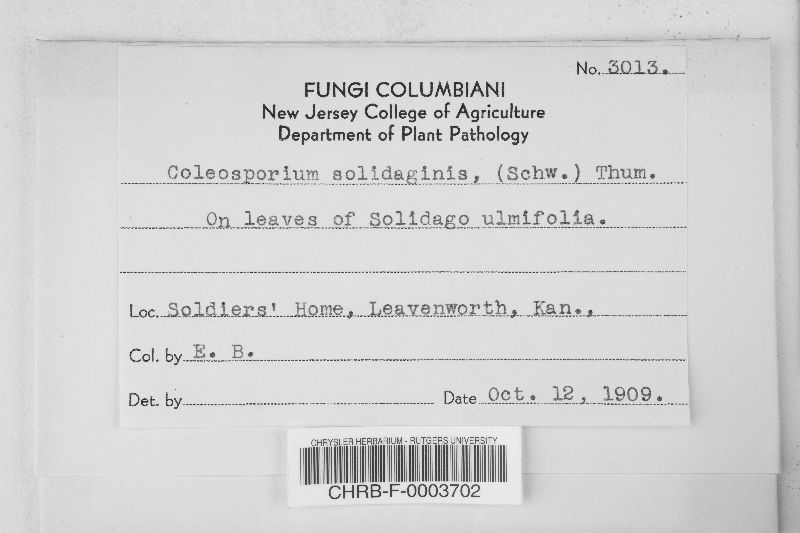 No. 3013.
FUNGI COLUMBIANI
New Jersey College of Agriculture
Department of Plant Pathology
Coleosporium solidaginis, (Schw.) Thum.
On leaves of Solidago ulmifolia.
Loc. Soldiers' Home, Leavenworth, Kan.,
Col. by E. B.
Det. by Date Oct. 12, 1909.
CHRYSLER HERBARIUM - RUTGERS UNIVERSITY
CHRB-F-0003702